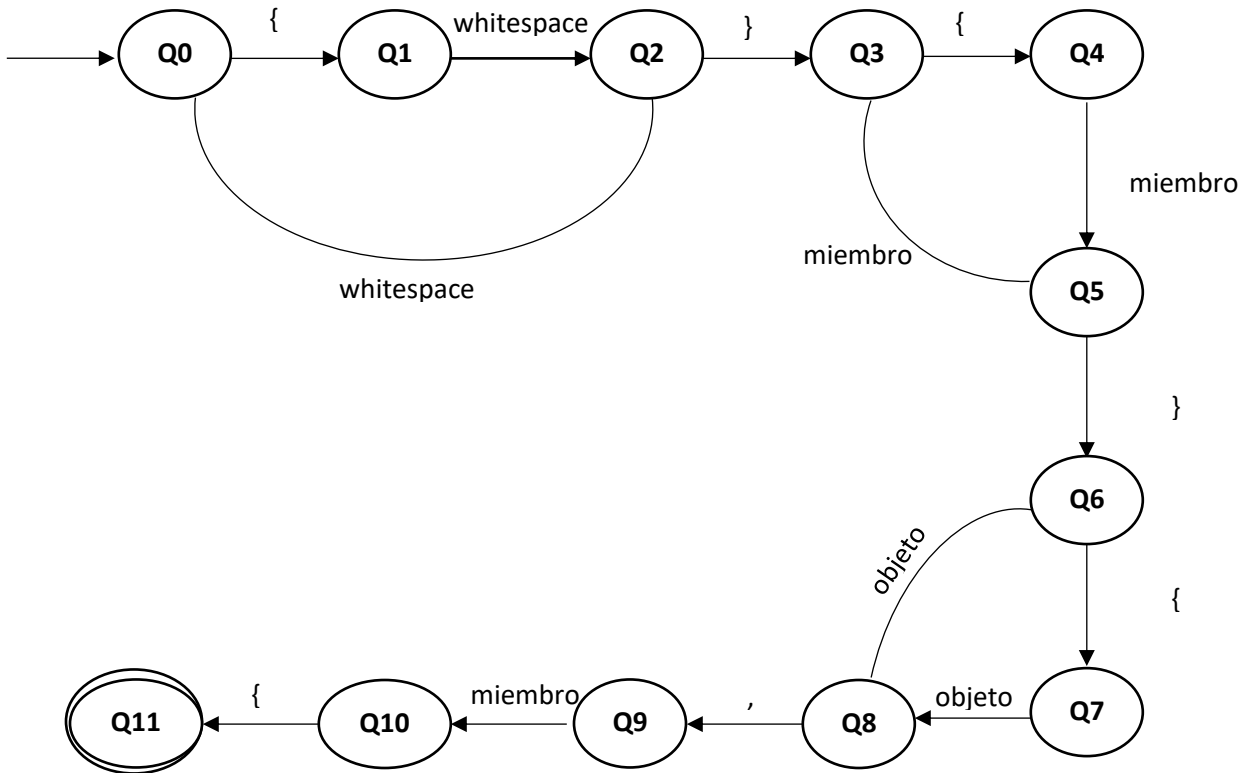 { whitespace } {
Q0 Q1 Q2 Q3 Q4
miembro
miembro
whitespace
Q5
}
Q6
objeto
{
{ miembro , objeto
Q11 Q10 Q9 Q8 Q7